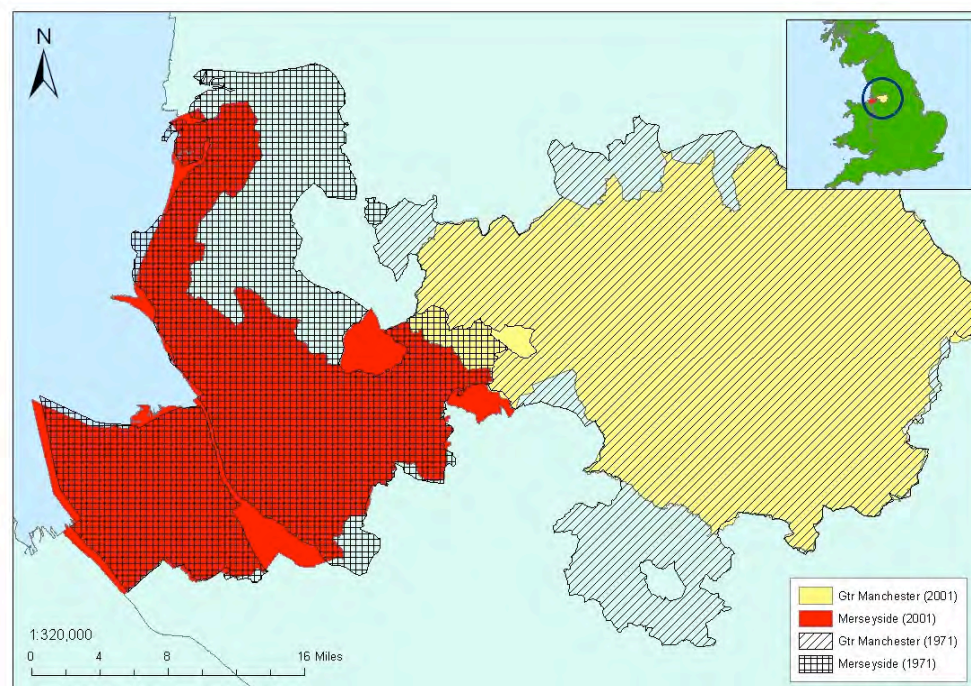 N
1:320,000
0 4 8 16 Miles
Gtr Manchester (2001)
Merseyside (2001)
Gtr Manchester (1971)
Merseyside (1971)